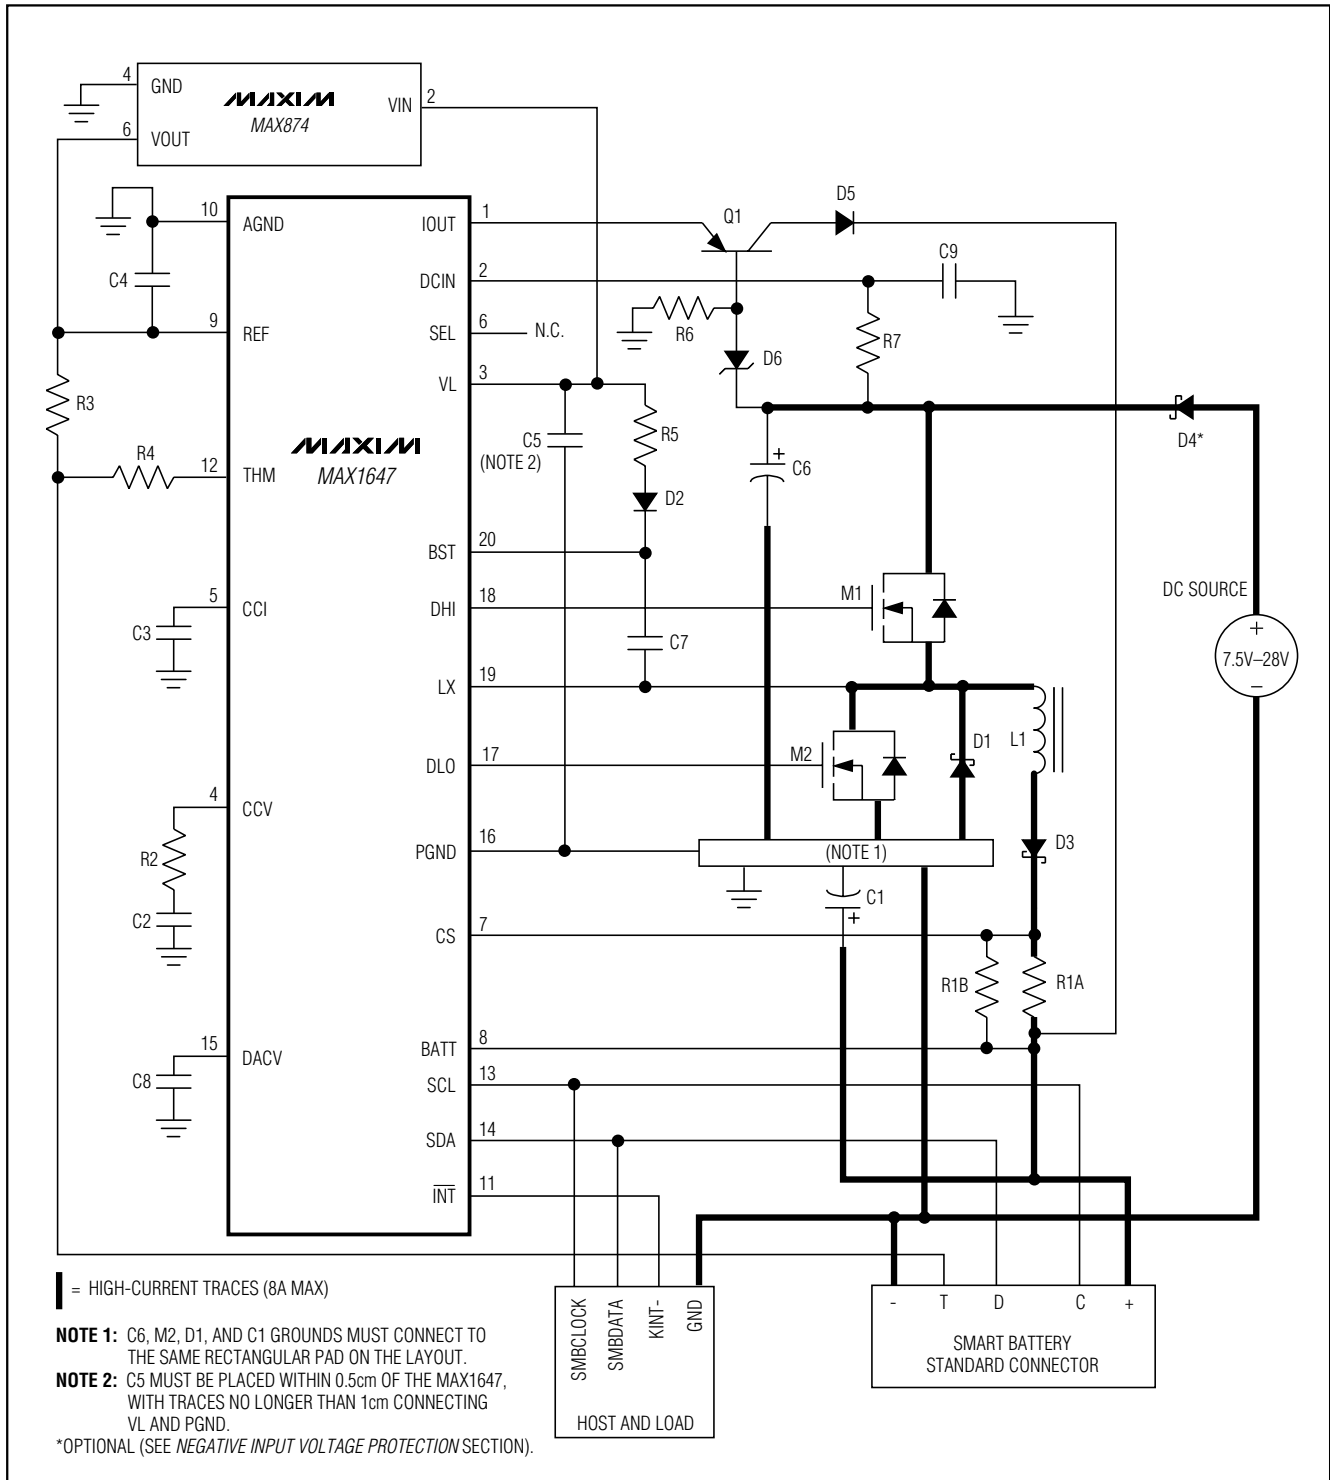 4
GND
MAXIM
MAX874
VIN
2
6
VOUT
10
AGND
C4
9
REF
R3
R4
12
THM
5
CCI
C3
4
CCV
R2
C2
15
DACV
C8
MAXIM
MAX1647
IOUT
1
DCIN
2
SEL
6
N.C.
VL
3
BST
20
DHI
18
LX
19
DLO
17
PGND
16
CS
7
BATT
8
SCL
13
SDA
14
INT
11
Q1
D5
C9
R6
D6
R7
C5
(NOTE 2)
R5
D2
C7
+
C6
D4*
M1
DC SOURCE
+
7.5V–28V
−
M2
D1
L1
(NOTE 1)
D3
C1
+
R1B
R1A
SMBCLOCK
SMBDATA
KINT-
GND
HOST AND LOAD
-
T
D
C
+
SMART BATTERY
STANDARD CONNECTOR
= HIGH-CURRENT TRACES (8A MAX)
NOTE 1: C6, M2, D1, AND C1 GROUNDS MUST CONNECT TO
THE SAME RECTANGULAR PAD ON THE LAYOUT.
NOTE 2: C5 MUST BE PLACED WITHIN 0.5cm OF THE MAX1647,
WITH TRACES NO LONGER THAN 1cm CONNECTING
VL AND PGND.
*OPTIONAL (SEE NEGATIVE INPUT VOLTAGE PROTECTION SECTION).